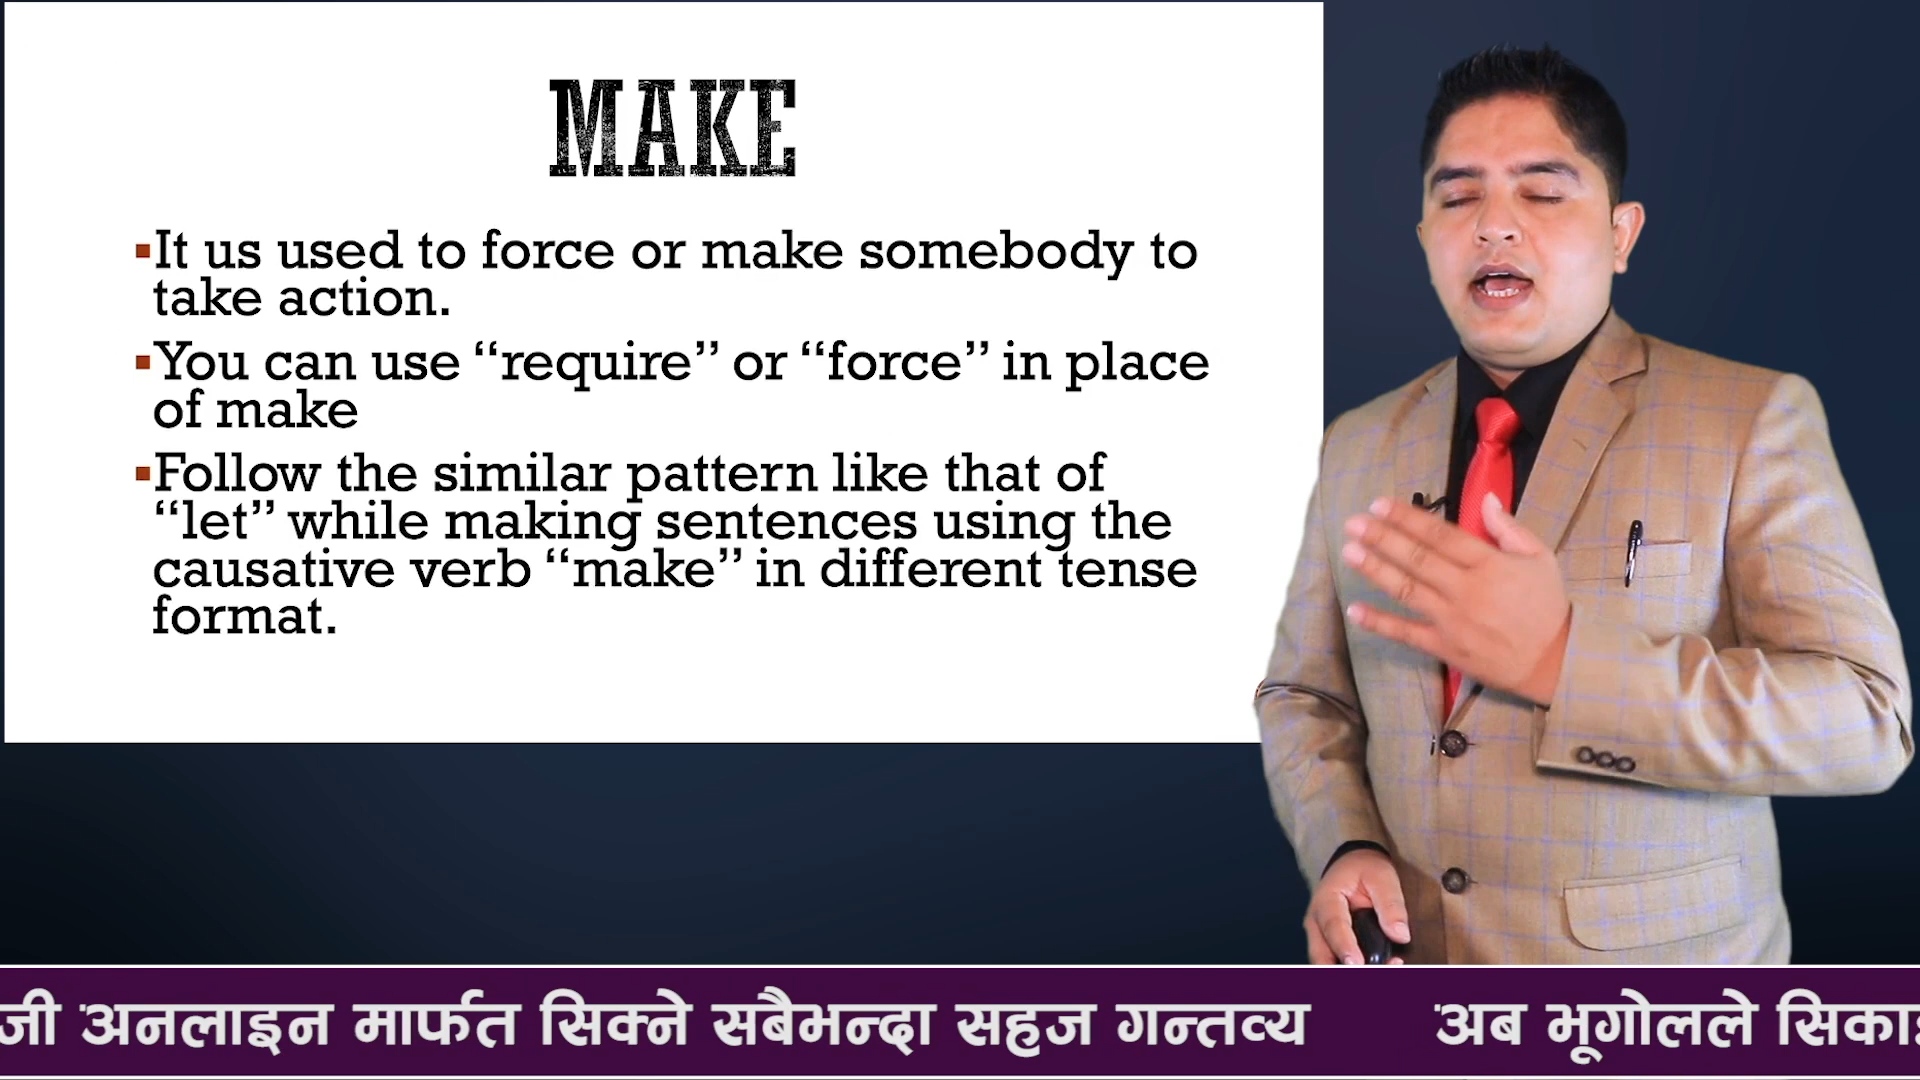 MAKE
▪It us used to force or make somebody to
take action.
▪You can use “require” or “force” in place
of make
▪Follow the similar pattern like that of
“let” while making sentences using the
causative verb “make” in different tense
format.
जी अनलाइन मार्फत सिक्ने सबैभन्दा सहज गन्तव्य अब भूगोलले